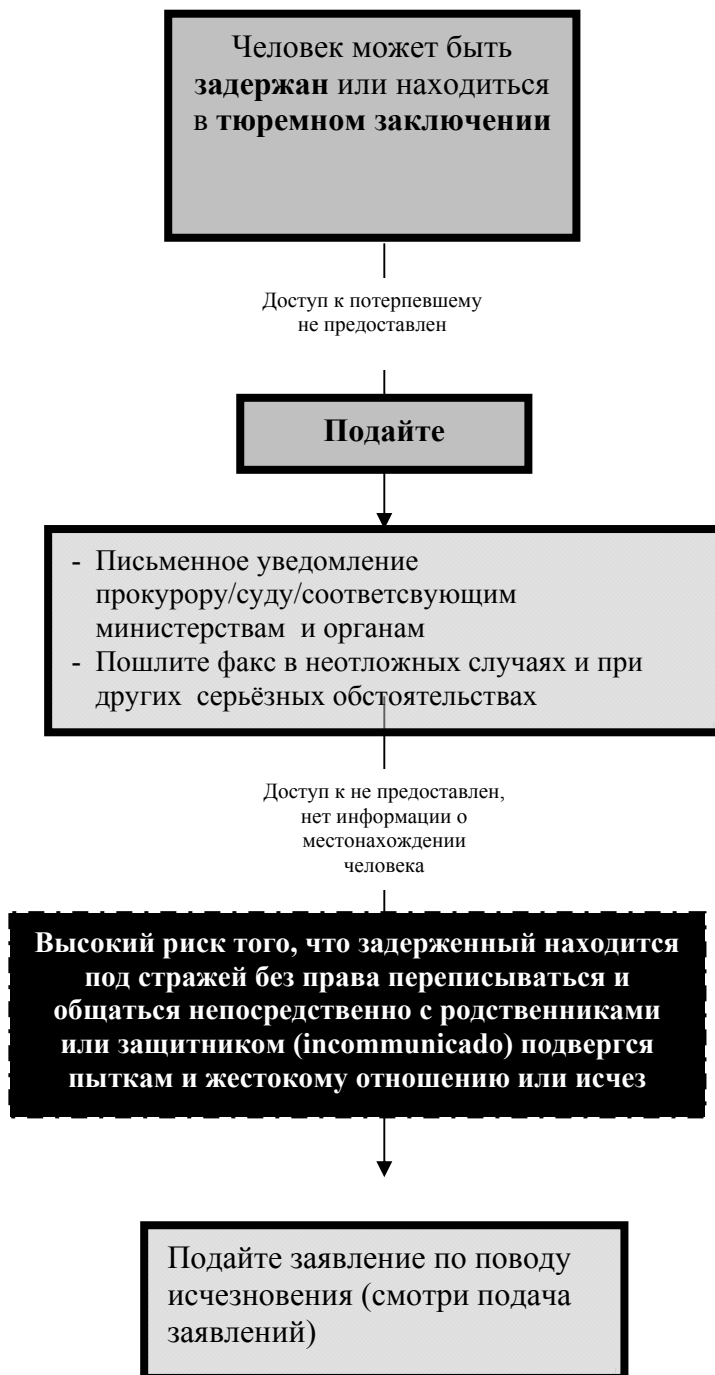 Человек может быть
задержан или находиться
в тюремном заключении
Доступ к потерпевшему
не предоставлен
Подайте
- Письменное уведомление
прокурору/суду/соответсвующим
министерствам и органам
- Пошлите факс в неотложных случаях и при
других серьёзных обстоятельствах
Доступ к не предоставлен,
нет информации о
местонахождении
человека
Высокий риск того, что задерженный находится
под стражей без права переписываться и
общаться непосредственно с родственниками
или защитником (incommunicado) подвергся
пыткам и жестокому отношению или исчез
Подайте заявление по поводу
исчезновения (смотри подача
заявлений)